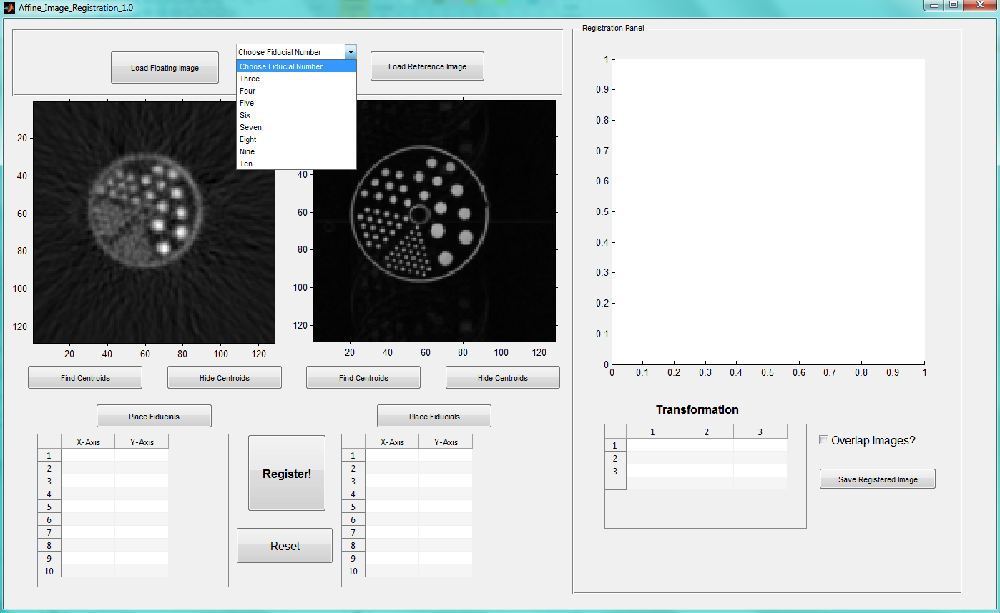 Affine_Image_Registration_1.0
Load Floating Image
Choose Fiducial Number
Load Reference Image
Choose Fiducial Number
Three
Four
Five
Six
Seven
Eight
Nine
Ten
20
40
60
80
100
120
20 40 60 80 100 120
40
60
80
100
120
20 40 60 80 100 120
Find Centroids
Hide Centroids
Find Centroids
Hide Centroids
Place Fiducials
Place Fiducials
X-Axis Y-Axis
1
2
3
4
5
6
7
8
9
10
Register!
Reset
X-Axis Y-Axis
1
2
3
4
5
6
7
8
9
10
Registration Panel
1
0.9
0.8
0.7
0.6
0.5
0.4
0.3
0.2
0.1
0
0 0.1 0.2 0.3 0.4 0.5 0.6 0.7 0.8 0.9 1
Transformation
1 2 3
1
2
3
Overlap Images?
Save Registered Image